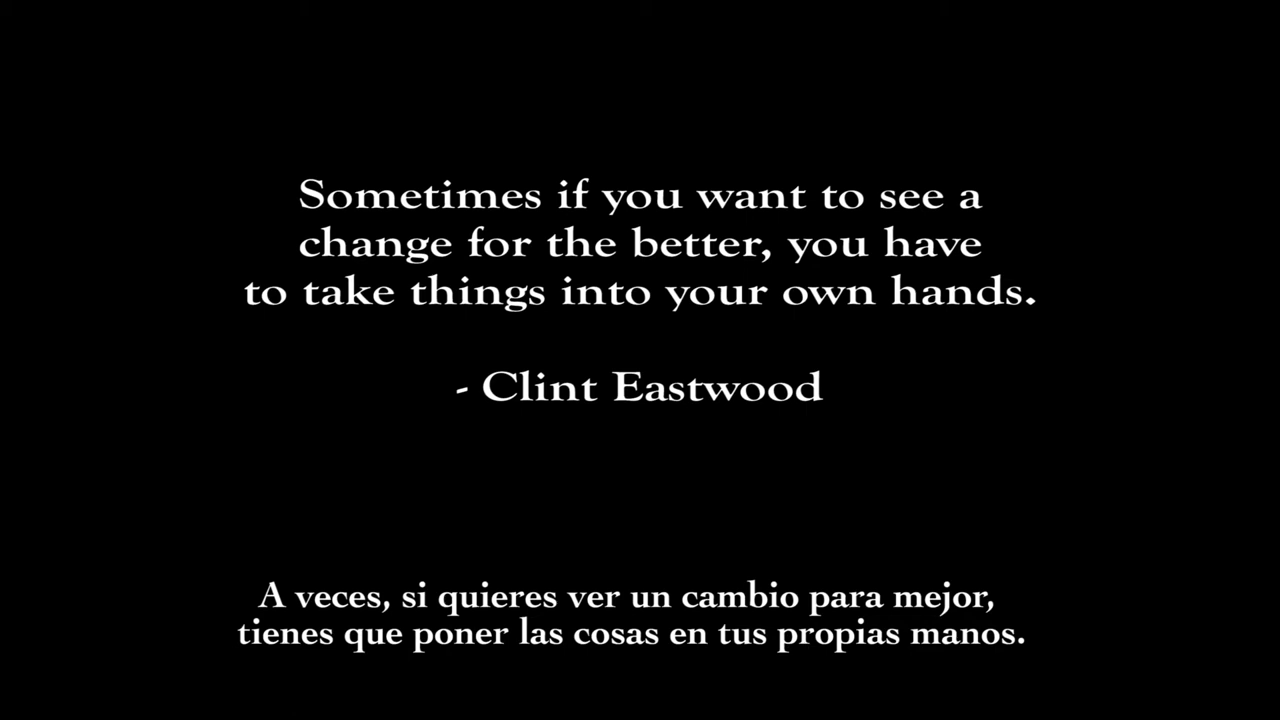 Sometimes if you want to see a
change for the better, you have
to take things into your own hands.
- Clint Eastwood
A veces, si quieres ver un cambio para mejor,
tienes que poner las cosas en tus propias manos.